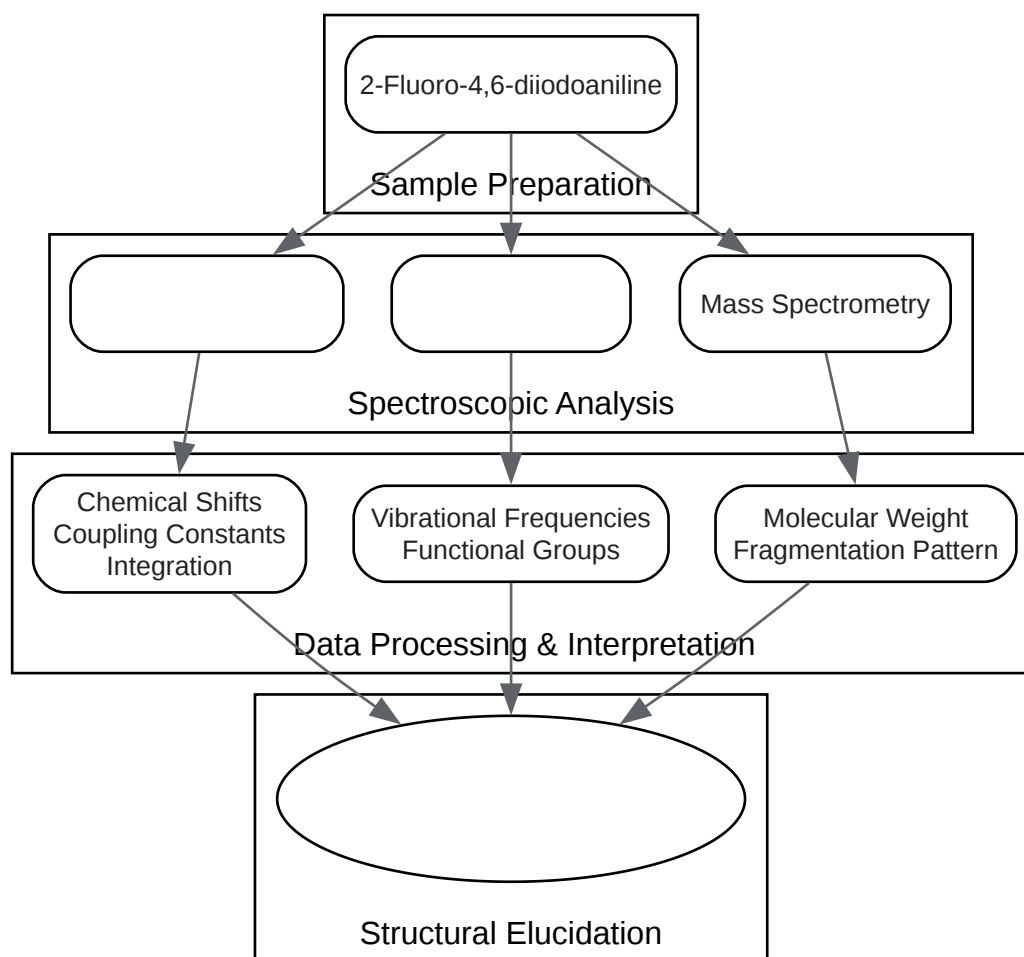 2-Fluoro-4,6-diiodoaniline
Sample Preparation
Mass Spectrometry
Spectroscopic Analysis
Chemical Shifts
Coupling Constants
Integration
Vibrational Frequencies
Functional Groups
Molecular Weight
Fragmentation Pattern
Data Processing & Interpretation
Structural Elucidation